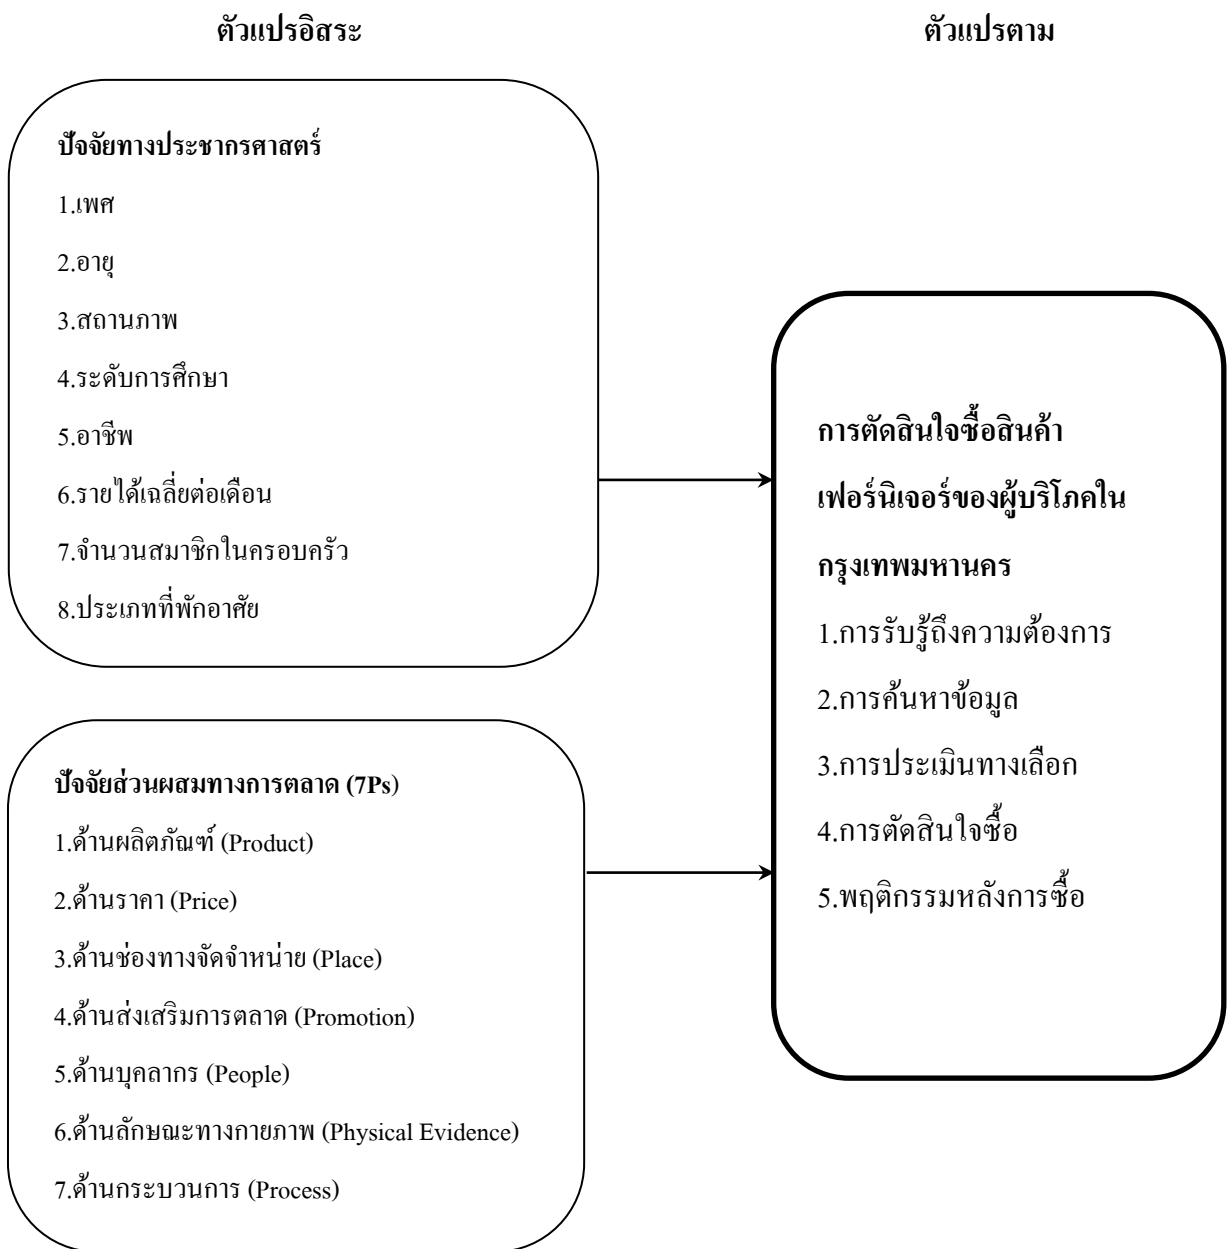 ตัวแปรอิสระ
ตัวแปรตาม
ปัจจัยทางประชากรศาสตร์
1.เพศ
2.อายุ
3.สถานภาพ
4.ระดับการศึกษา
5.อาชีพ
6.รายได้เฉลี่ยต่อเดือน
7.จำนวนสมาชิกในครอบครัว
8.ประเภทที่พักอาศัย
ปัจจัยส่วนผสมทางการตลาด (7Ps)
1.ด้านผลิตภัณฑ์ (Product)
2.ด้านราคา (Price)
3.ด้านช่องทางจัดจำหน่าย (Place)
4.ด้านส่งเสริมการตลาด (Promotion)
5.ด้านบุคลากร (People)
6.ด้านลักษณะทางกายภาพ (Physical Evidence)
7.ด้านกระบวนการ (Process)
การตัดสินใจซื้อสินค้า
เฟอร์นิเจอร์ของผู้บริโภคใน
กรุงเทพมหานคร
1.การรับรู้ถึงความต้องการ
2.การค้นหาข้อมูล
3.การประเมินทางเลือก
4.การตัดสินใจซื้อ
5.พฤติกรรมหลังการซื้อ